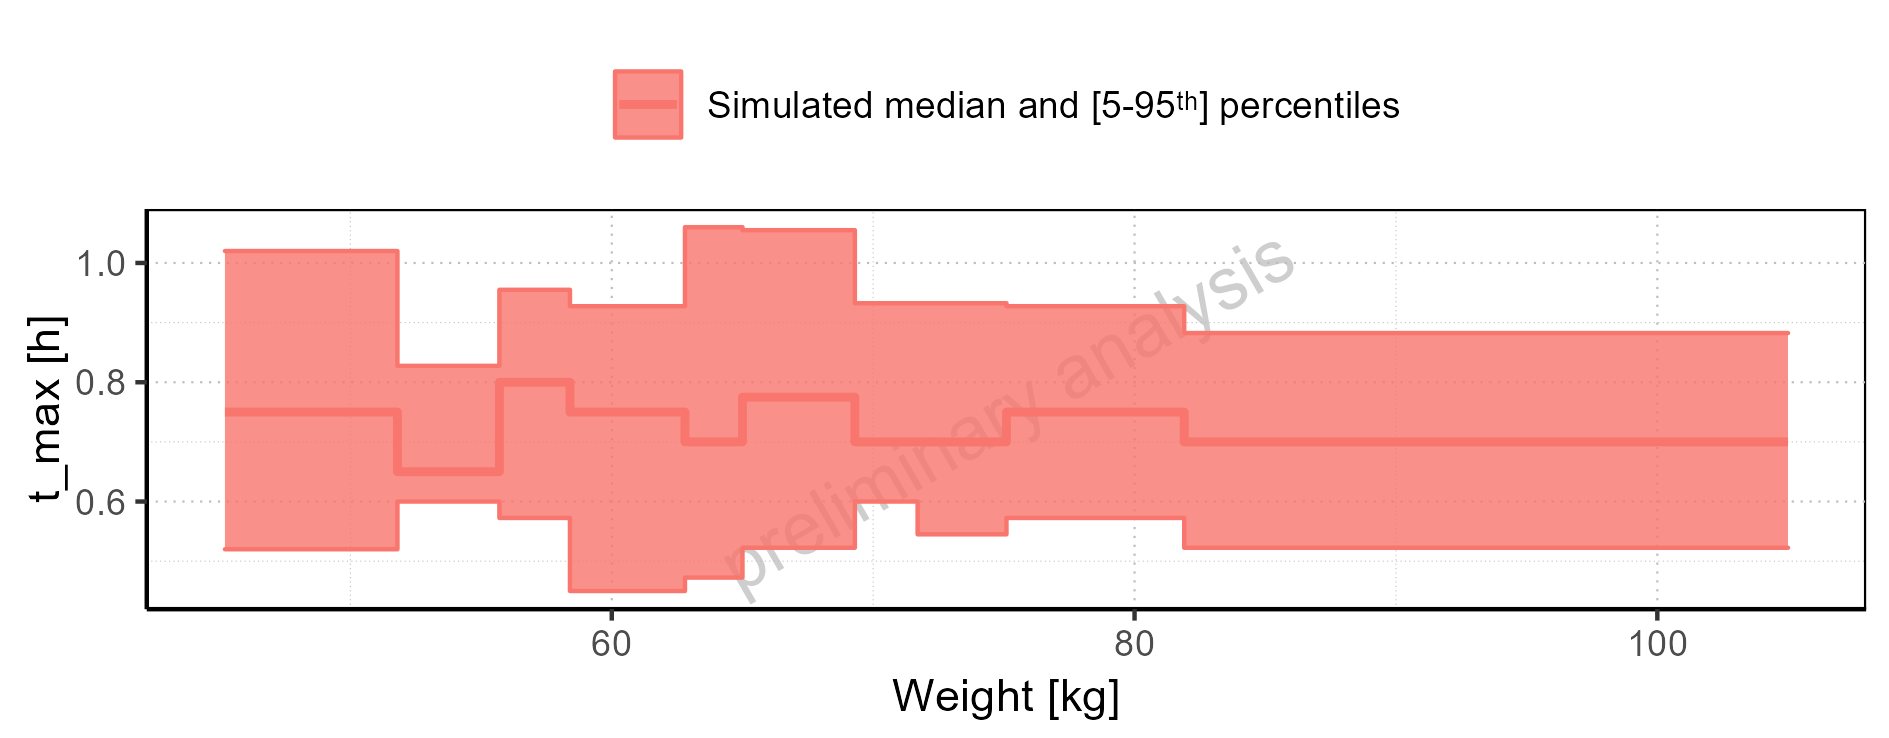 Simulated median and [5-95th] percentiles
1.0
0.8
0.6
t_max [h]
preliminary analysis
60 80 100
Weight [kg]